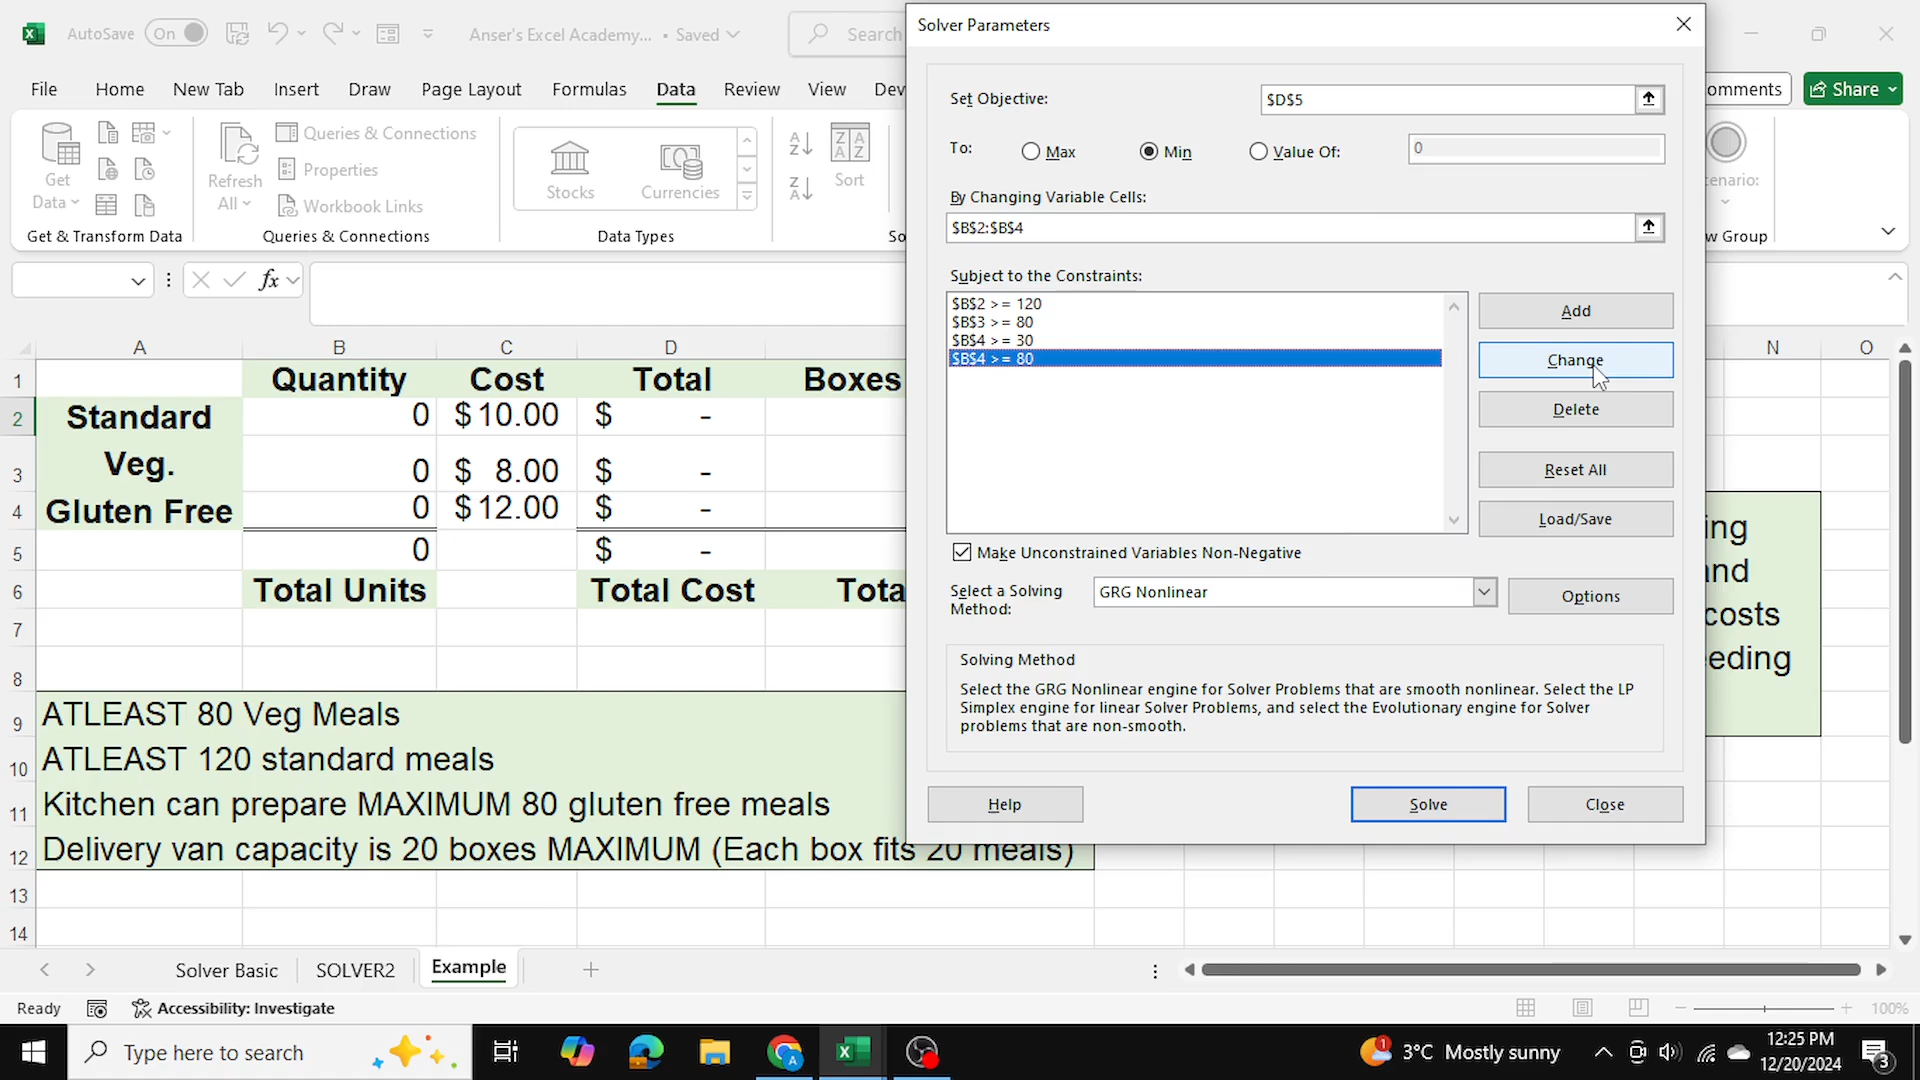 AutoSave On Anser's Excel Academy... • Saved Search
Solver Parameters
File Home New Tab Insert Draw Page Layout Formulas Data Review View Dev
omments Share
Get Data
Refresh All
Queries & Connections
Properties
Workbook Links
Stocks
Currencies
Sort
enario:
Get & Transform Data
Queries & Connections
Data Types
So
w Group
fx
Set Objective: $D$5
To: Max Min Value Of: 0
By Changing Variable Cells:
$B$2:$B$4
Subject to the Constraints:
$B$2 >= 120
$B$3 >= 80
$B$4 >= 30
$B$4 >= 80
Add
Change
Delete
Reset All
Load/Save
Make Unconstrained Variables Non-Negative
Select a Solving Method: GRG Nonlinear Options
Solving Method
Select the GRG Nonlinear engine for Solver Problems that are smooth nonlinear. Select the LP
Simplex engine for linear Solver Problems, and select the Evolutionary engine for Solver
problems that are non-smooth.
Help Solve Close
A B C D N O
1 Quantity Cost Total Boxes
2 Standard 0 $10.00 $ -
3 Veg. 0 $ 8.00 $ -
4 Gluten Free 0 $12.00 $ -
5 0 $ -
6 Total Units Total Cost Tota
7
8
9 ATLEAST 80 Veg Meals
10 ATLEAST 120 standard meals
11 Kitchen can prepare MAXIMUM 80 gluten free meals
12 Delivery van capacity is 20 boxes MAXIMUM (Each box fits 20 meals)
13
14
ing
nd
costs
eding
Solver Basic SOLVER2 Example
Ready Accessibility: Investigate 100%
Type here to search
1 3°C Mostly sunny
12:25 PM
12/20/2024
3